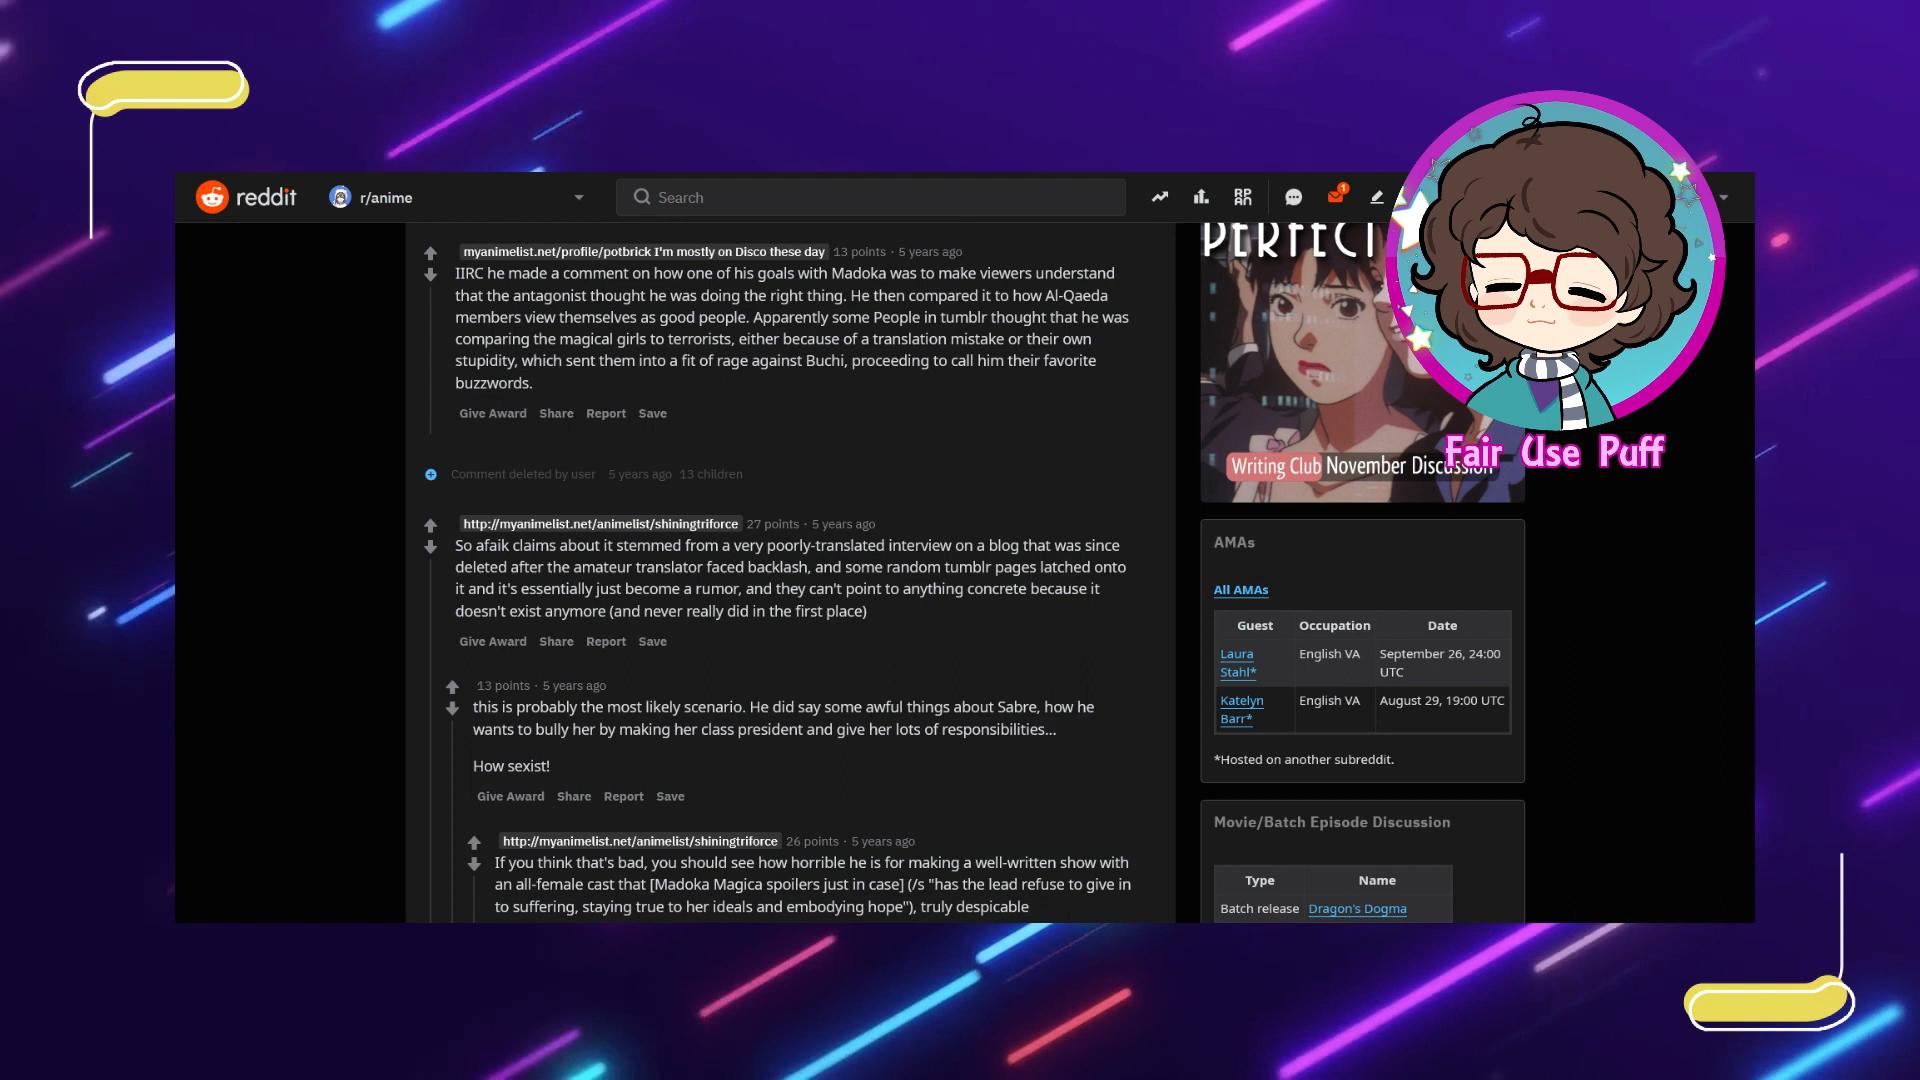 reddit
r/anime
Search
1
myanimelist.net/profile/potbrick I'm mostly on Disco these day 13 points · 5 years ago
IIRC he made a comment on how one of his goals with Madoka was to make viewers understand
that the antagonist thought he was doing the right thing. He then compared it to how Al-Qaeda
members view themselves as good people. Apparently some People in tumblr thought that he was
comparing the magical girls to terrorists, either because of a translation mistake or their own
stupidity, which sent them into a fit of rage against Buchi, proceeding to call him their favorite
buzzwords.
Give Award Share Report Save
Comment deleted by user 5 years ago 13 children
http://myanimelist.net/animelist/shiningtriforce 27 points · 5 years ago
So afaik claims about it stemmed from a very poorly-translated interview on a blog that was since
deleted after the amateur translator faced backlash, and some random tumblr pages latched onto
it and it's essentially just become a rumor, and they can't point to anything concrete because it
doesn't exist anymore (and never really did in the first place)
Give Award Share Report Save
13 points · 5 years ago
this is probably the most likely scenario. He did say some awful things about Sabre, how he
wants to bully her by making her class president and give her lots of responsibilities...
How sexist!
Give Award Share Report Save
http://myanimelist.net/animelist/shiningtriforce 26 points · 5 years ago
If you think that's bad, you should see how horrible he is for making a well-written show with
an all-female cast that [Madoka Magica spoilers just in case] (/s "has the lead refuse to give in
to suffering, staying true to her ideals and embodying hope"), truly despicable
PERFECT
Writing Club November Discussion
Fair Use Puff
AMAs
All AMAs
Guest Occupation Date
Laura Stahl* English VA September 26, 24:00 UTC
Katelyn Barr* English VA August 29, 19:00 UTC
*Hosted on another subreddit.
Movie/Batch Episode Discussion
Type Name
Batch release Dragon's Dogma